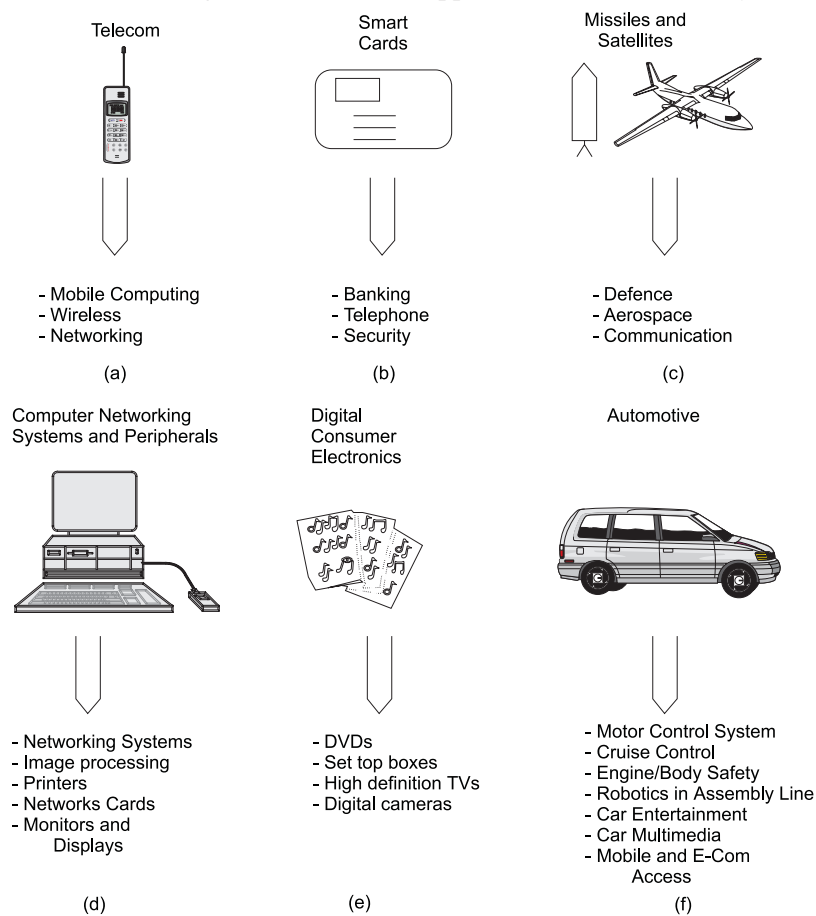 Telecom
- Mobile Computing
- Wireless
- Networking
(a)
Smart
Cards
- Banking
- Telephone
- Security
(b)
Missiles and
Satellites
- Defence
- Aerospace
- Communication
(c)
Computer Networking
Systems and Peripherals
- Networking Systems
- Image processing
- Printers
- Networks Cards
- Monitors and
Displays
(d)
Digital
Consumer
Electronics
- DVDs
- Set top boxes
- High definition TVs
- Digital cameras
(e)
Automotive
- Motor Control System
- Cruise Control
- Engine/Body Safety
- Robotics in Assembly Line
- Car Entertainment
- Car Multimedia
- Mobile and E-Com
Access
(f)